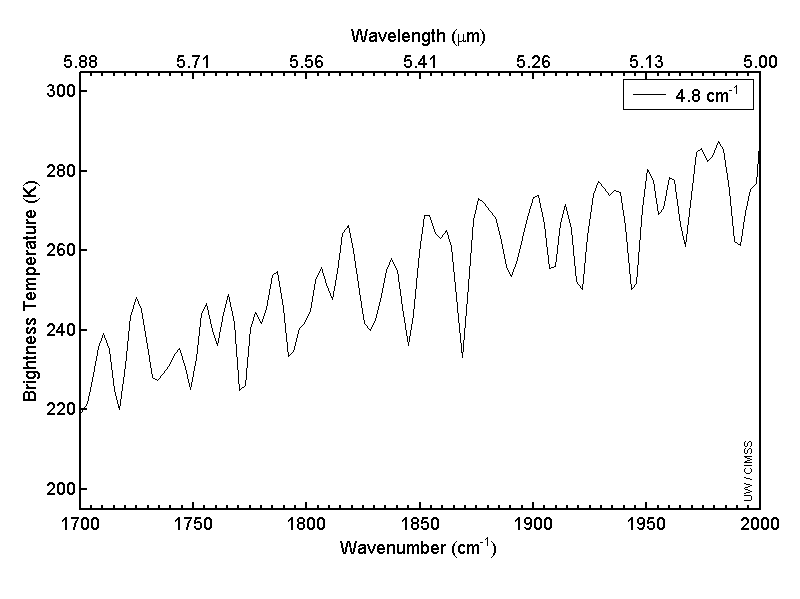 Wavelength (μm)
5.88 5.71 5.56 5.41 5.26 5.13 5.00
4.8 cm-1
300
280
260
240
220
200
Brightness Temperature (K)
UW / CIMSS
1700 1750 1800 1850 1900 1950 2000
Wavenumber (cm-1)